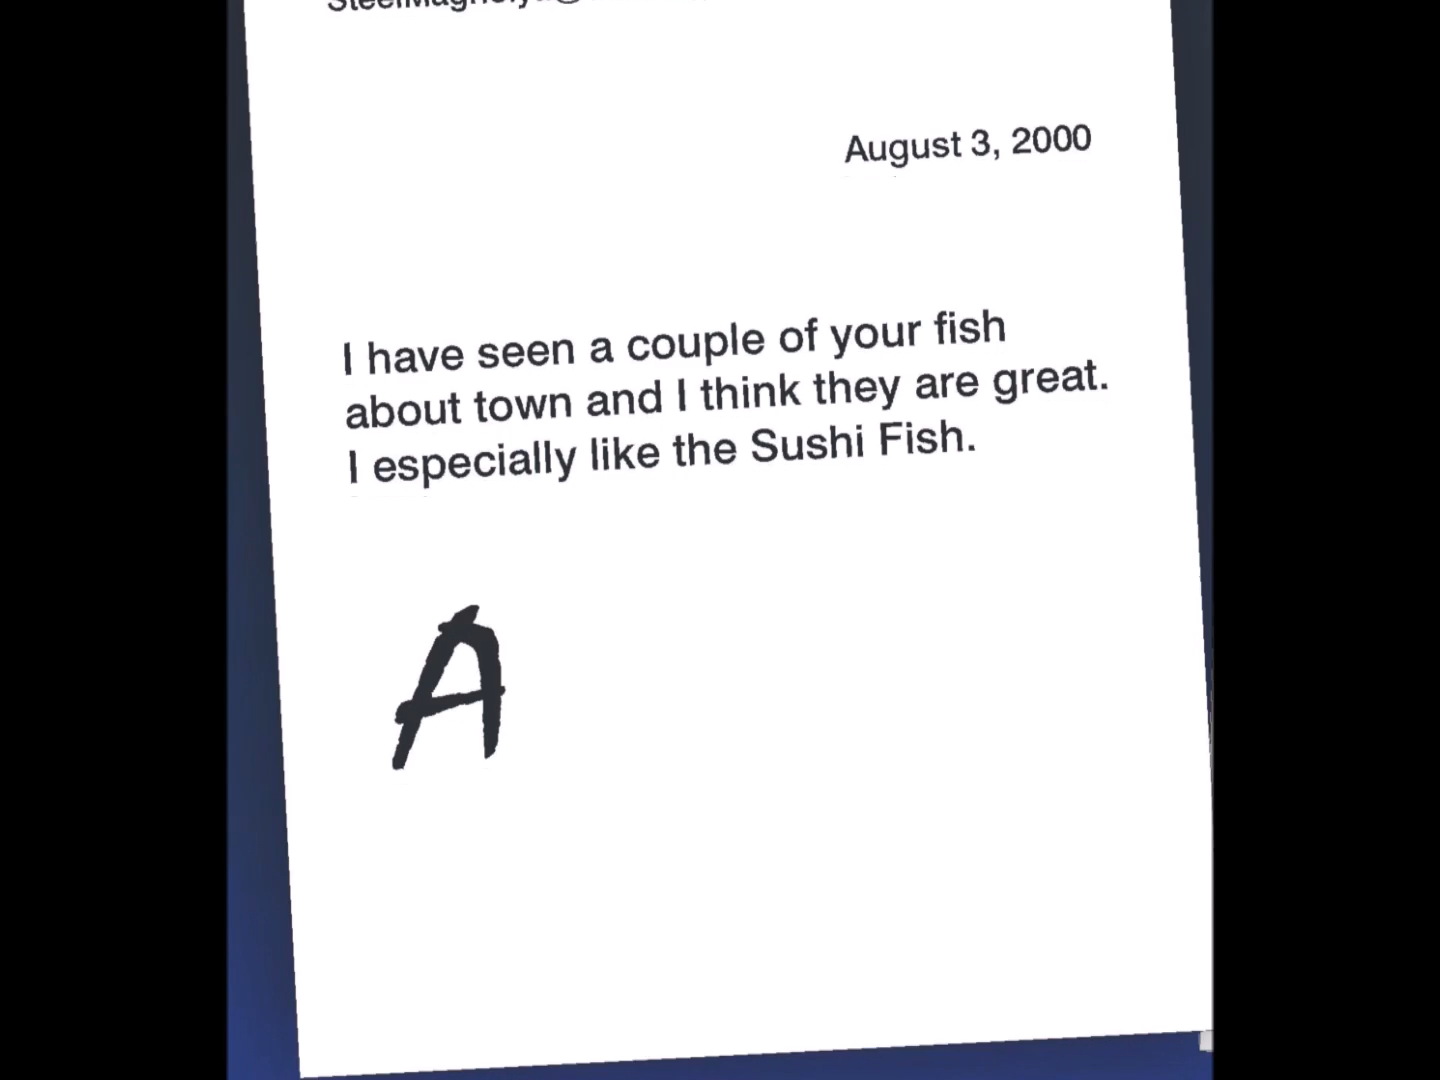 August 3, 2000
I have seen a couple of your fish
about town and I think they are great.
I especially like the Sushi Fish.
A